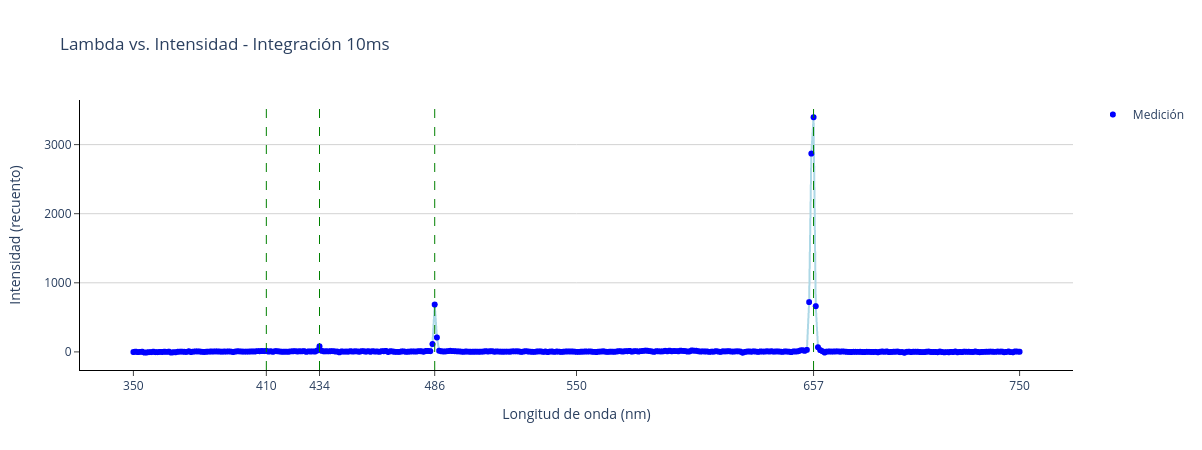 Lambda vs. Intensidad - Integración 10ms
Medición
Intensidad (recuento)
3000
2000
1000
0
350
410
434
486
550
657
750
Longitud de onda (nm)